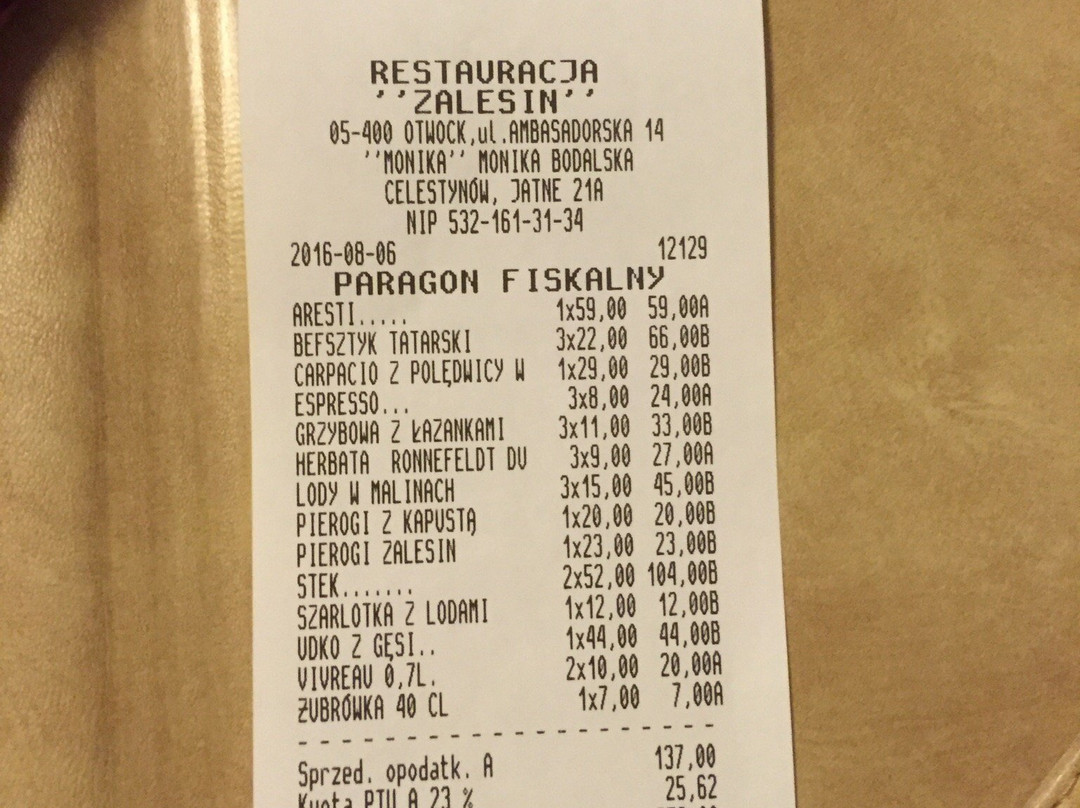 RESTAURACJA
''ZALESIN''
05-400 OTWOCK,ul.AMBASADORSKA 14
''MONIKA'' MONIKA BODALSKA
CELESTYNÓW, JATNE 21A
NIP 532-161-31-34
2016-08-06 12129
PARAGON FISKALNY
ARESTI..... 1x59,00 59,00A
BEFSZTYK TATARSKI 3x22,00 66,00B
CARPACIO Z POLĘDWICY W 1x29,00 29,00B
ESPRESSO... 3x8,00 24,00A
GRZYBOWA Z ŁAZANKAMI 3x11,00 33,00B
HERBATA RONNEFELDT DU 3x9,00 27,00A
LODY W MALINACH 3x15,00 45,00B
PIEROGI Z KAPUSTĄ 1x20,00 20,00B
PIEROGI ZALESIN 1x23,00 23,00B
STEK....... 2x52,00 104,00B
SZARLOTKA Z LODAMI 1x12,00 12,00B
UDKO Z GĘSI.. 1x44,00 44,00B
VIVREAU 0,7L. 2x10,00 20,00A
ŻUBRÓWKA 40 CL 1x7,00 7,00A
Sprzed. opodatk. A 137,00
Kwota PTU A 23 % 25,62